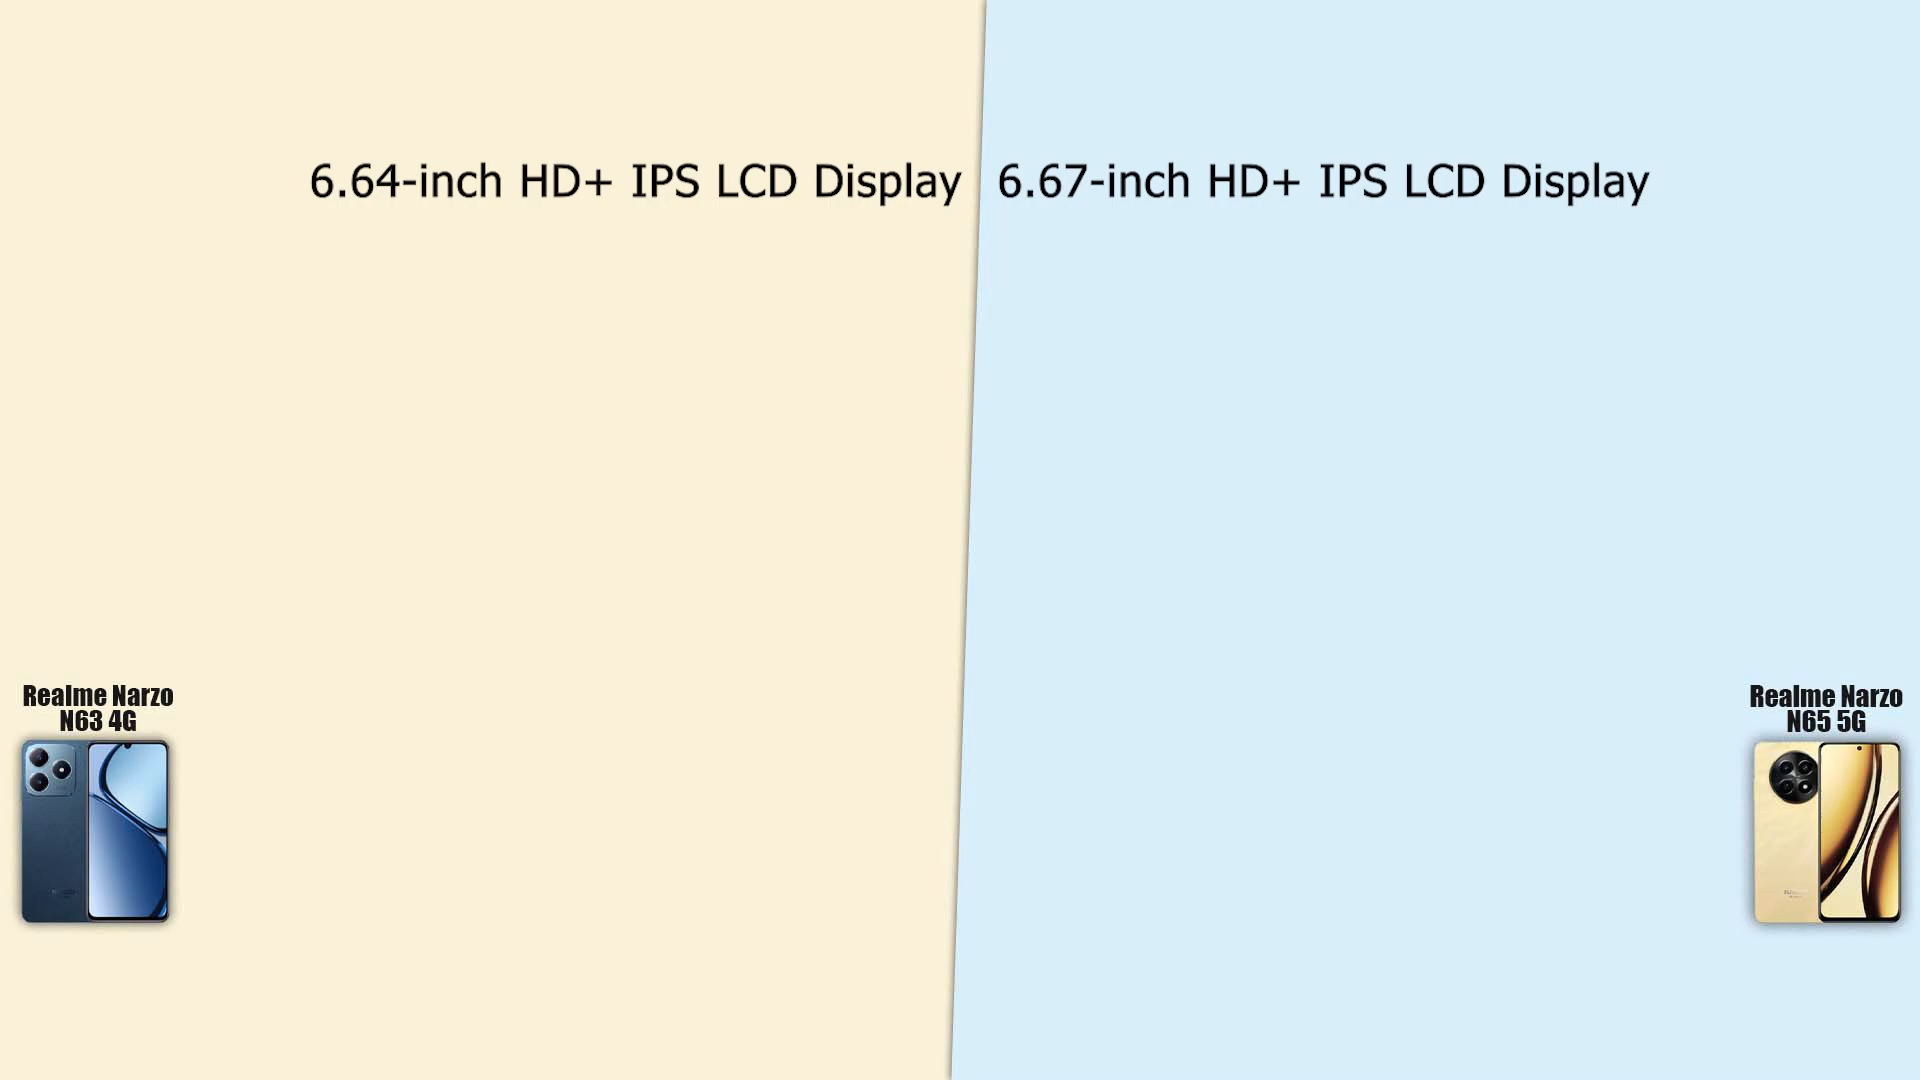 6.64-inch HD+ IPS LCD Display
6.67-inch HD+ IPS LCD Display
Realme Narzo
N63 4G
Realme Narzo
N65 5G